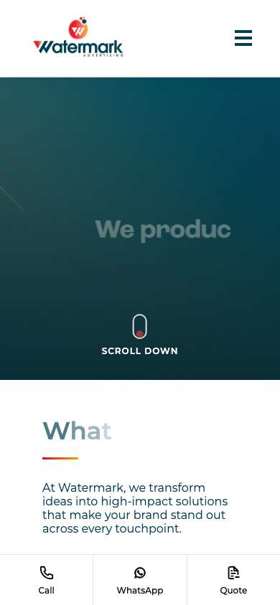 Watermark
ADVERTISING
We produc
SCROLL DOWN
What
At Watermark, we transform
ideas into high-impact solutions
that make your brand stand out
across every touchpoint.
Call
WhatsApp
Quote